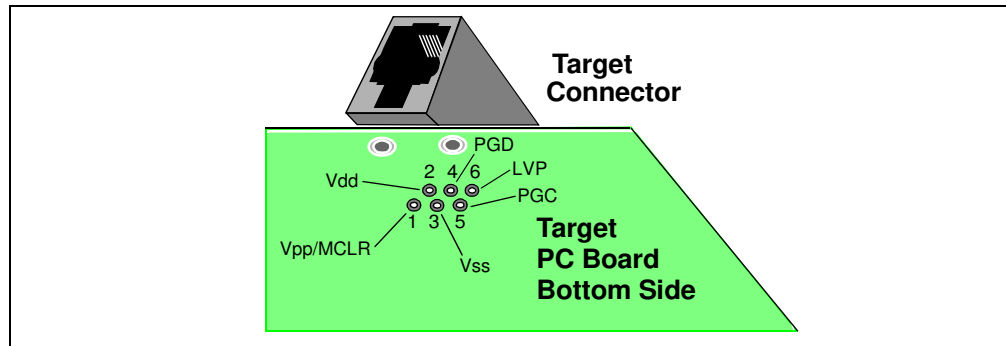 Target
Connector
PGD
2 4 6
LVP
Vdd
PGC
1 3 5
Vpp/MCLR
Vss
Target
PC Board
Bottom Side